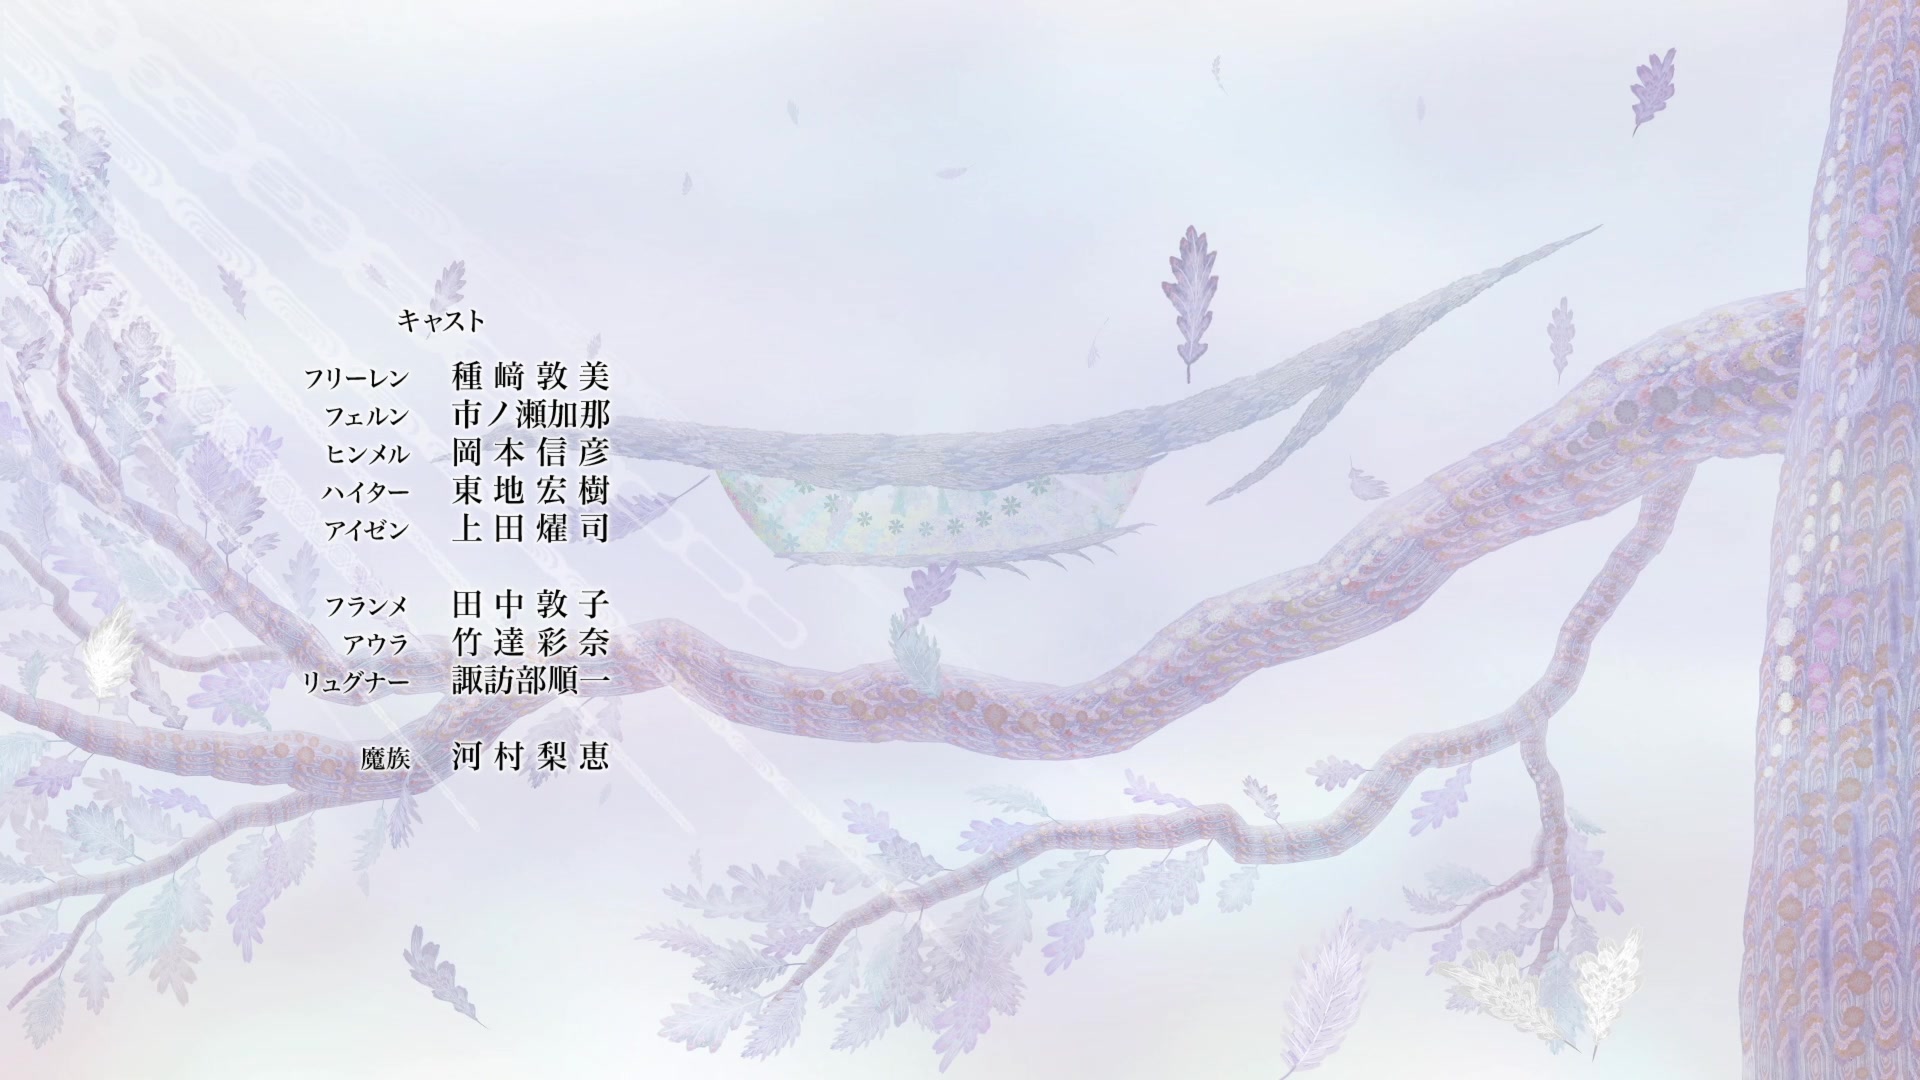 キャスト
フリーレン 種﨑敦美
フェルン 市ノ瀬加那
ヒンメル 岡本信彦
ハイター 東地宏樹
アイゼン 上田燿司
フランメ 田中敦子
アウラ 竹達彩奈
リュグナー 諏訪部順一
魔族 河村梨恵